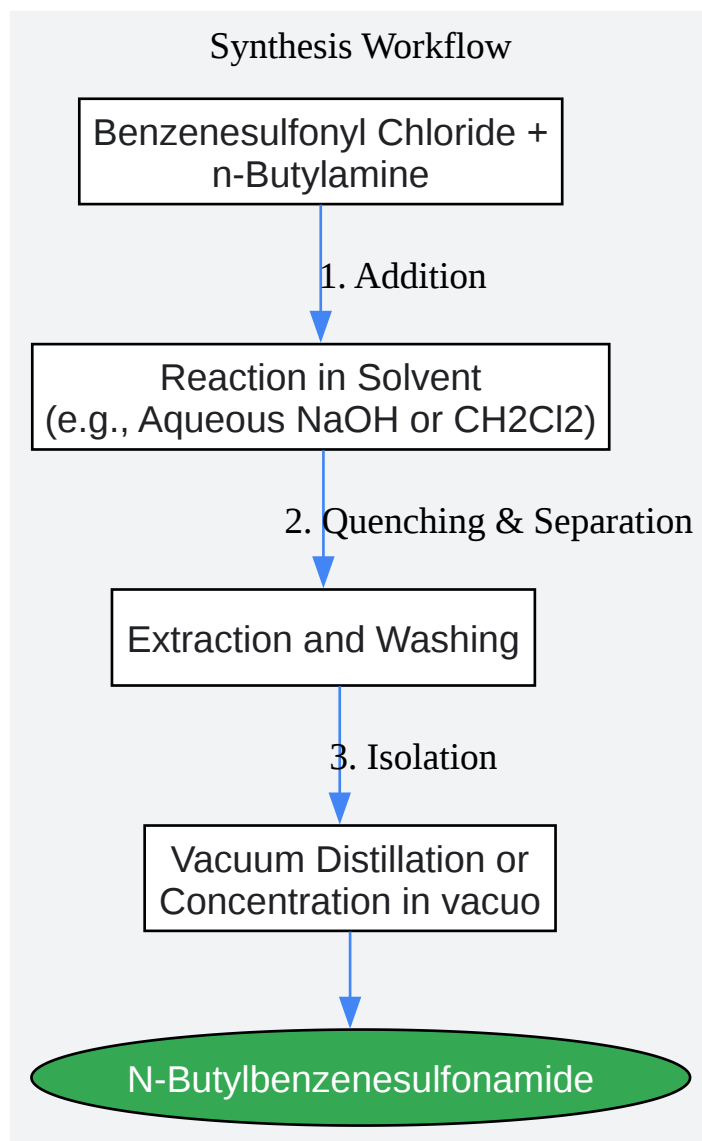 Synthesis Workflow
Benzenesulfonyl Chloride +
n-Butylamine
1. Addition
Reaction in Solvent
(e.g., Aqueous NaOH or CH2Cl2)
2. Quenching & Separation
Extraction and Washing
3. Isolation
Vacuum Distillation or
Concentration in vacuo
N-Butylbenzenesulfonamide